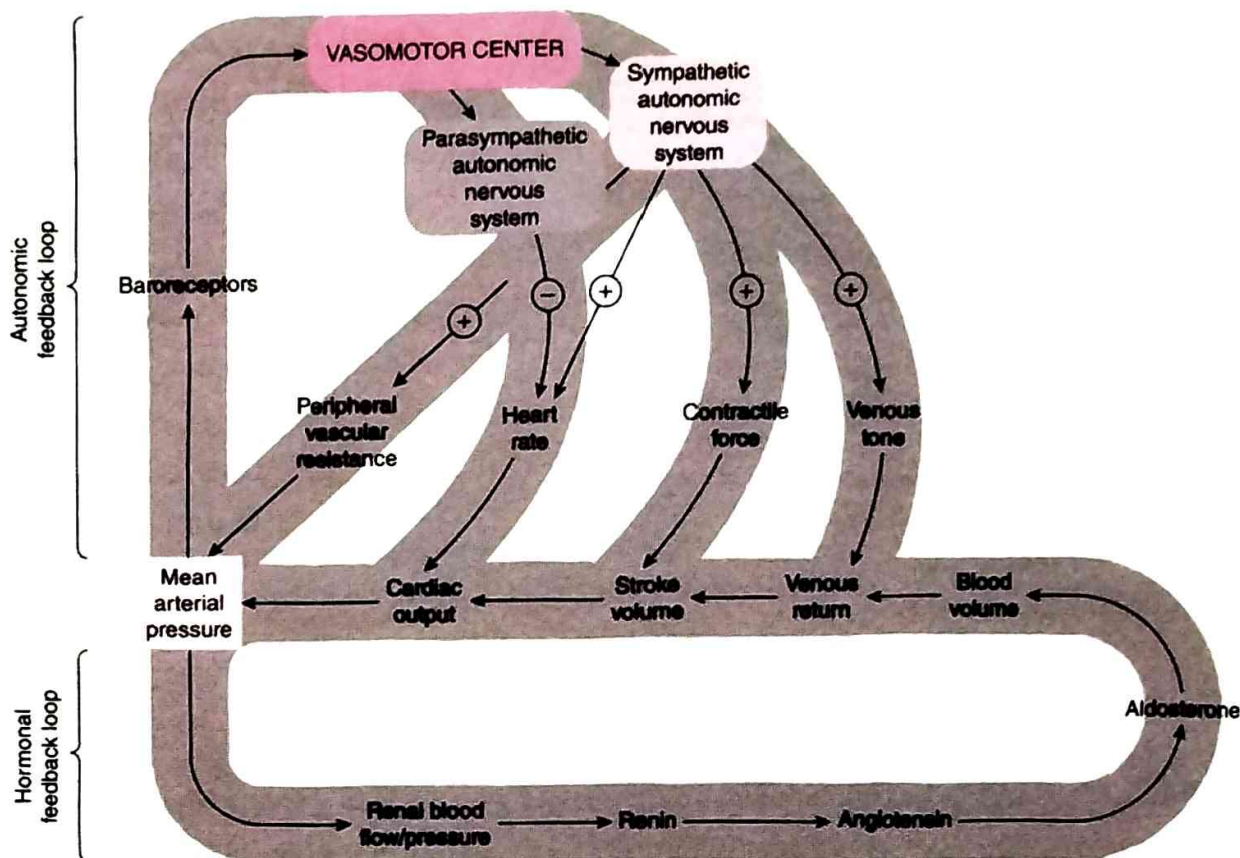 VASOMOTOR CENTER
Sympathetic
autonomic
nervous
system
Parasympathetic
autonomic
nervous
system
Autonomic
feedback loop
Baroreceptors
+
−
+
+
+
Peripheral
vascular
resistance
Heart
rate
Contractile
force
Venous
tone
Mean
arterial
pressure
Cardiac
output
Stroke
volume
Venous
return
Blood
volume
Hormonal
feedback loop
Aldosterone
Renal blood
flow/pressure
Renin
Angiotensin